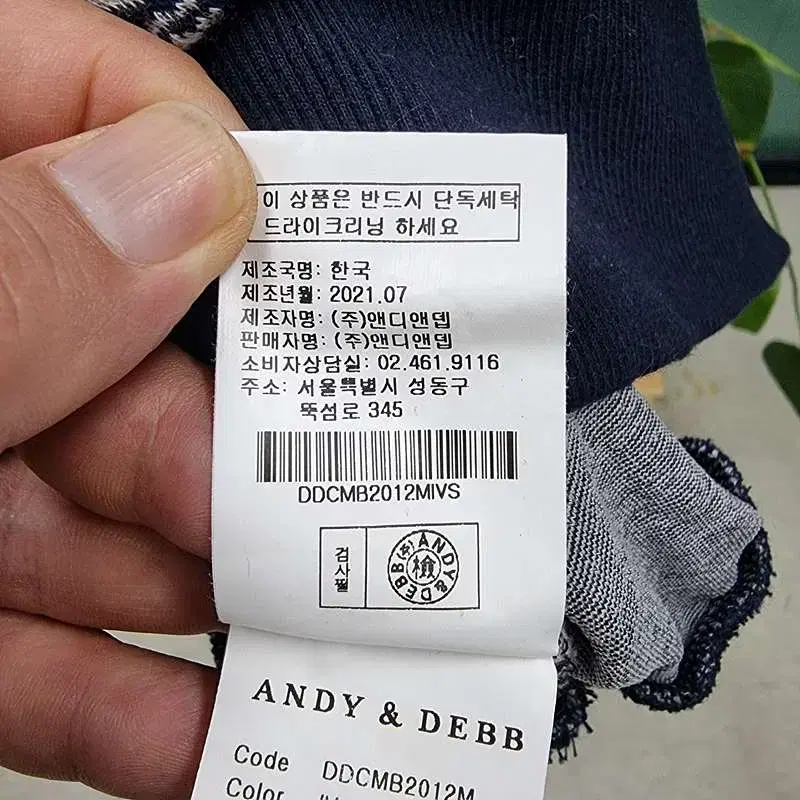 이 상품은 반드시 단독세탁
드라이크리닝 하세요
제조국명: 한국
제조년월: 2021.07
제조자명: (주)앤디앤뎁
판매자명: (주)앤디앤뎁
소비자상담실: 02.461.9116
주소: 서울특별시 성동구
뚝섬로 345
DDCMB2012MIVS
검사필
(주)ANDY & DEBB
檢
ANDY & DEBB
Code DDCMB2012M
Color